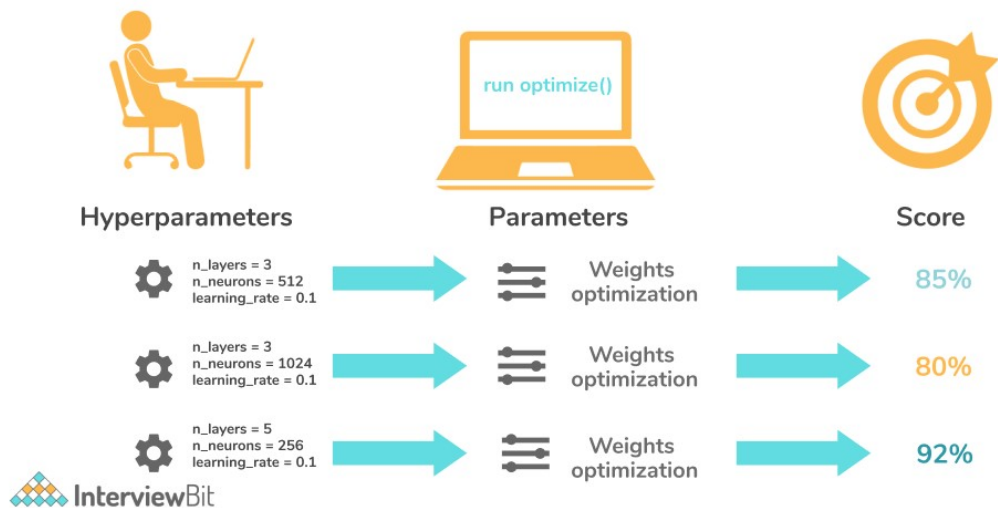 run optimize()
Hyperparameters
Parameters
Score
n_layers = 3
n_neurons = 512
learning_rate = 0.1
Weights
optimization
85%
n_layers = 3
n_neurons = 1024
learning_rate = 0.1
Weights
optimization
80%
n_layers = 5
n_neurons = 256
learning_rate = 0.1
Weights
optimization
92%
InterviewBit